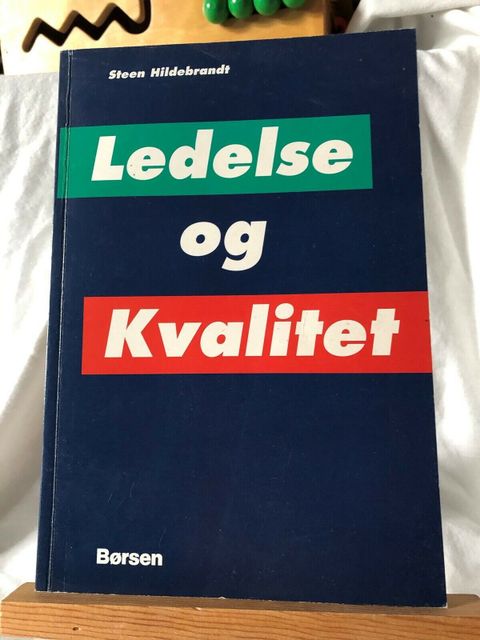 Steen Hildebrandt
Ledelse
og
Kvalitet
Børsen